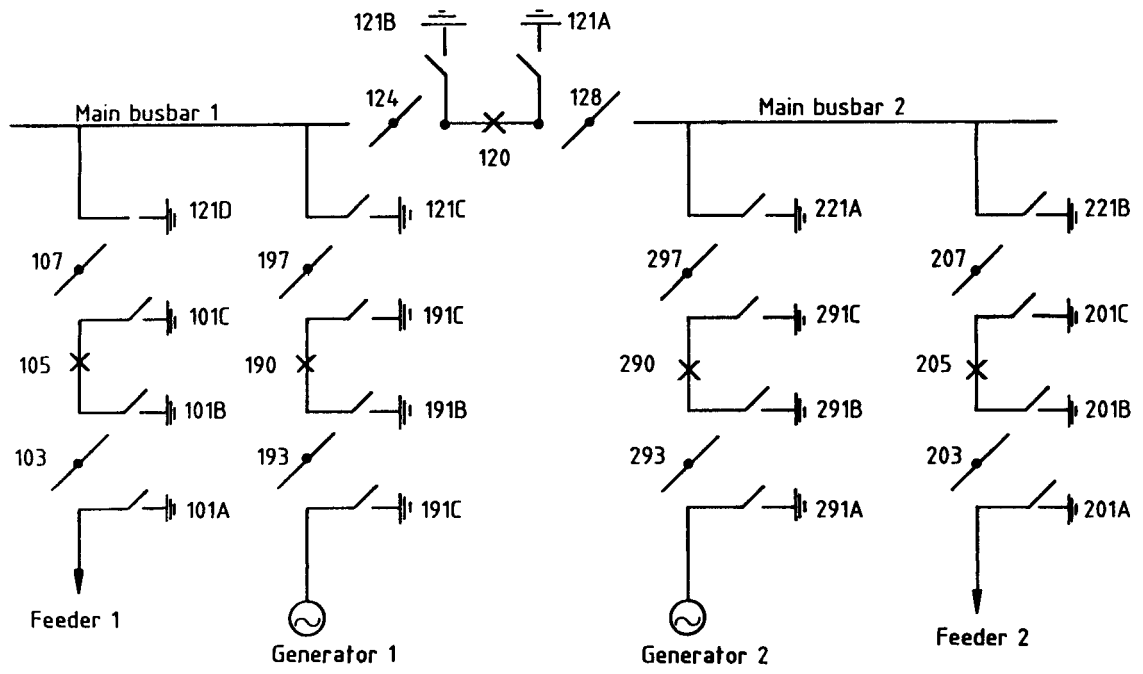 121B
121A
124
128
Main busbar 1
Main busbar 2
120
121D
121C
221A
221B
107
197
297
207
101C
191C
291C
201C
105
190
290
205
101B
191B
291B
201B
103
193
293
203
101A
191C
291A
201A
Feeder 1
Generator 1
Generator 2
Feeder 2